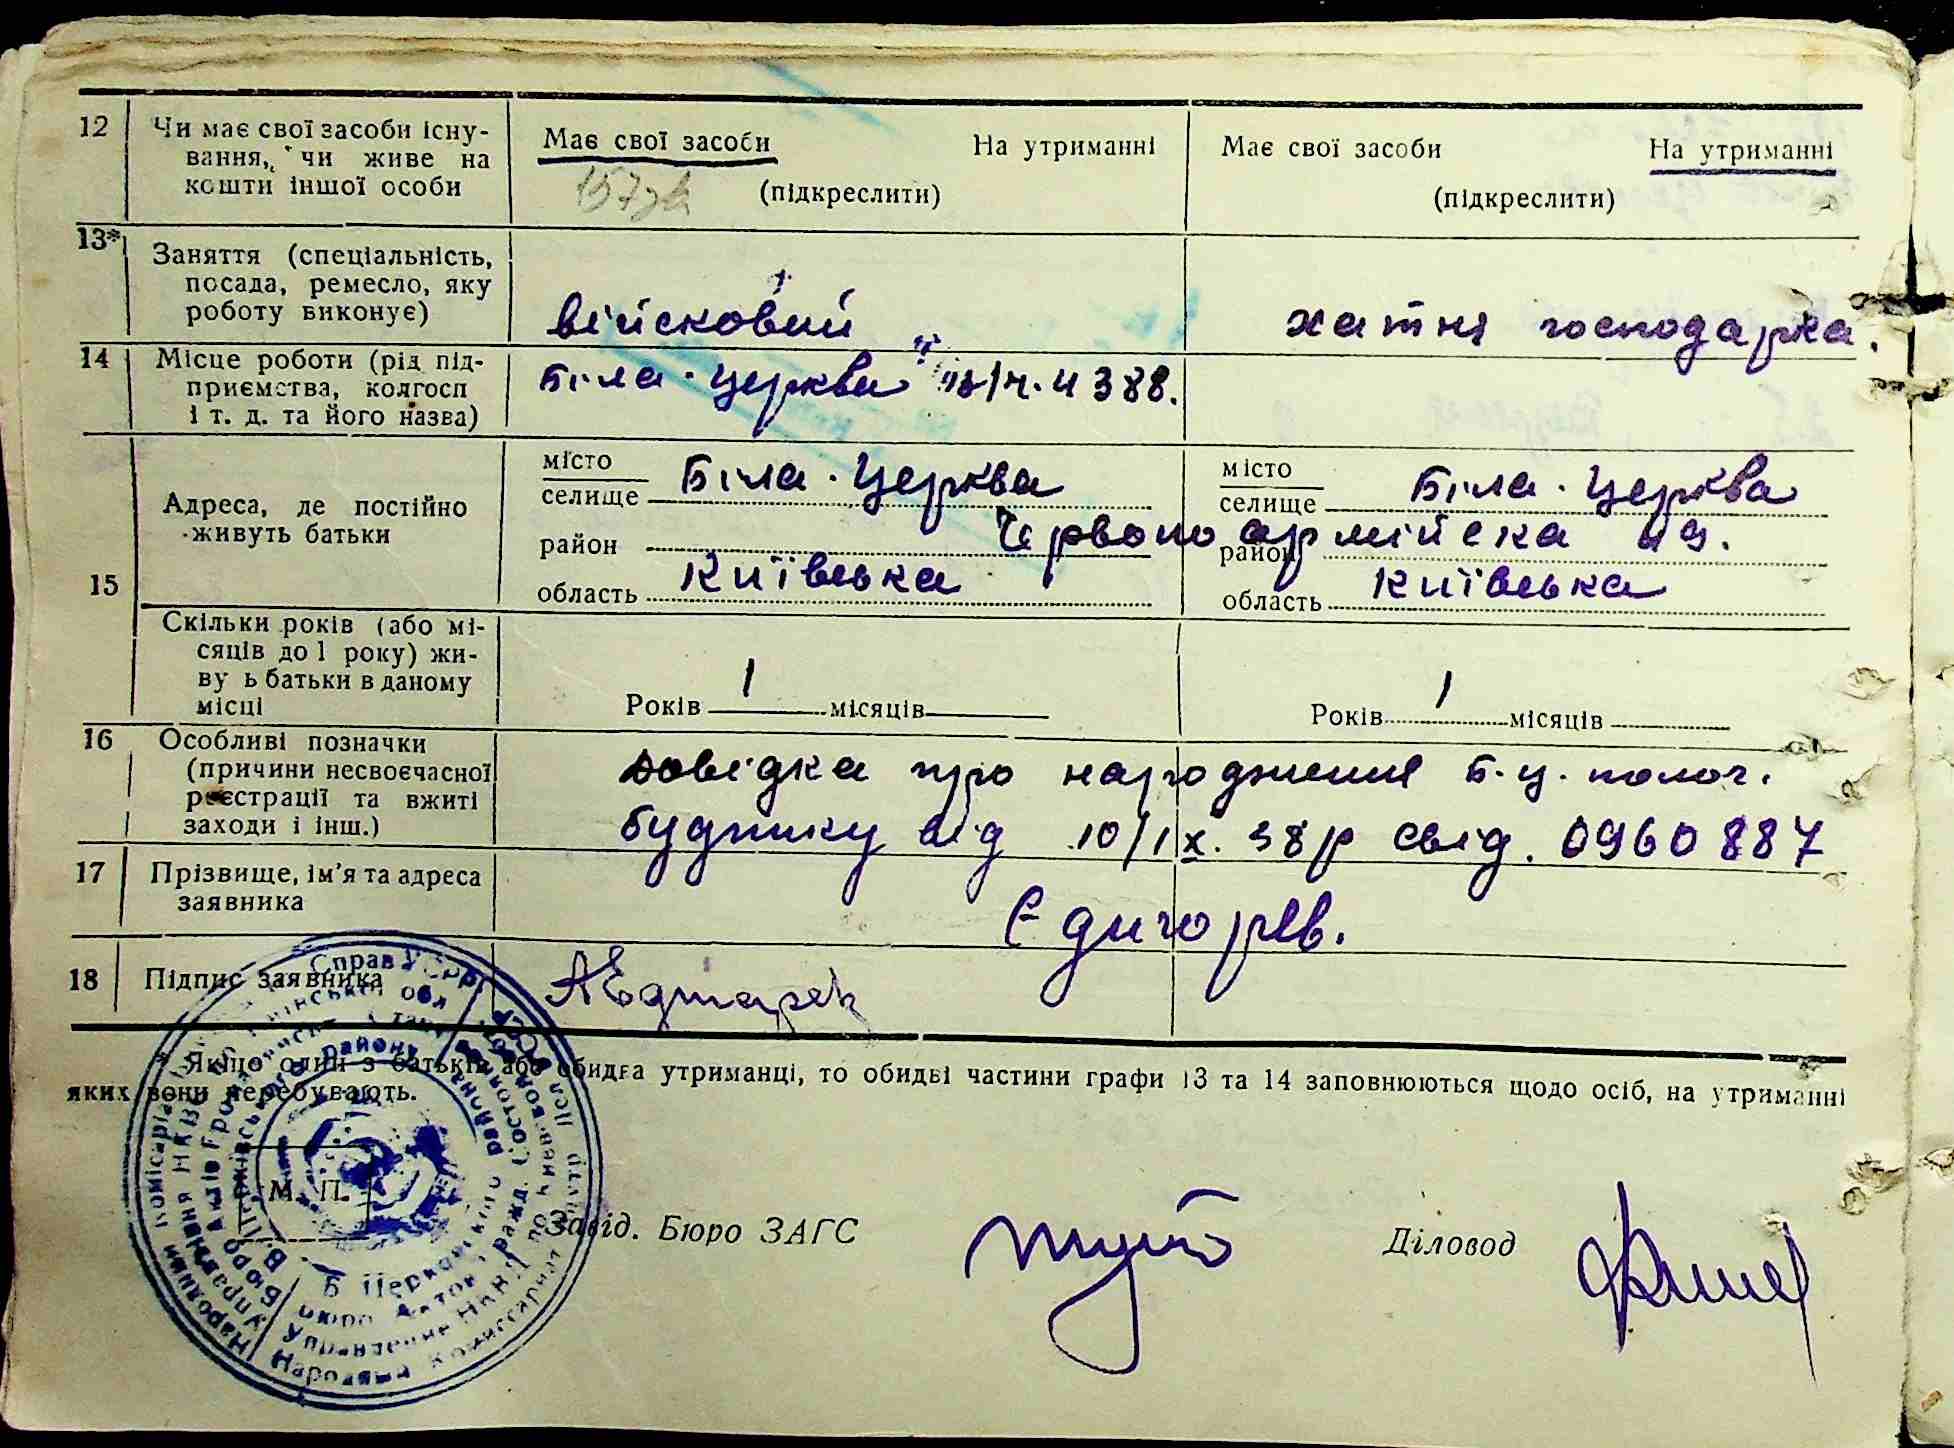 12 Чи має свої засоби існу- Має свої засоби На утриманні Має свої засоби На утриманні
вання, чи живе на
кошти іншої особи (підкреслити) (підкреслити)
13* Заняття (спеціальність,
посада, ремесло, яку
роботу виконує) військовий хатня господарка.
14 Місце роботи (рід під-
приємства, колгосп Біла-Церква в/ч. 4388.
і т. д. та його назва)
15 Адреса, де постійно
живуть батьки
місто Біла-Церква місто Біла-Церква
селище селище
район Червоноармійска район
область Київська область Київська
Скільки років (або мі-
сяців до 1 року) жи-
ву ь батьки в даному
місці Років 1 місяців Років 1 місяців
16 Особливі позначки
(причини несвоєчасної довідка про народження Б.Ц. полог.
реєстрації та вжиті
заходи і інш.) будинку від 10/IX.38р свід. 0960887
17 Прізвище, ім'я та адреса
заявника
18 Підпис заявника
* Якщо один з батьків або обидва утриманці, то обидві частини графи 13 та 14 заповнюються щодо осіб, на утриманні
яких вони перебувають.
М. П.
Завід. Бюро ЗАГС Діловод